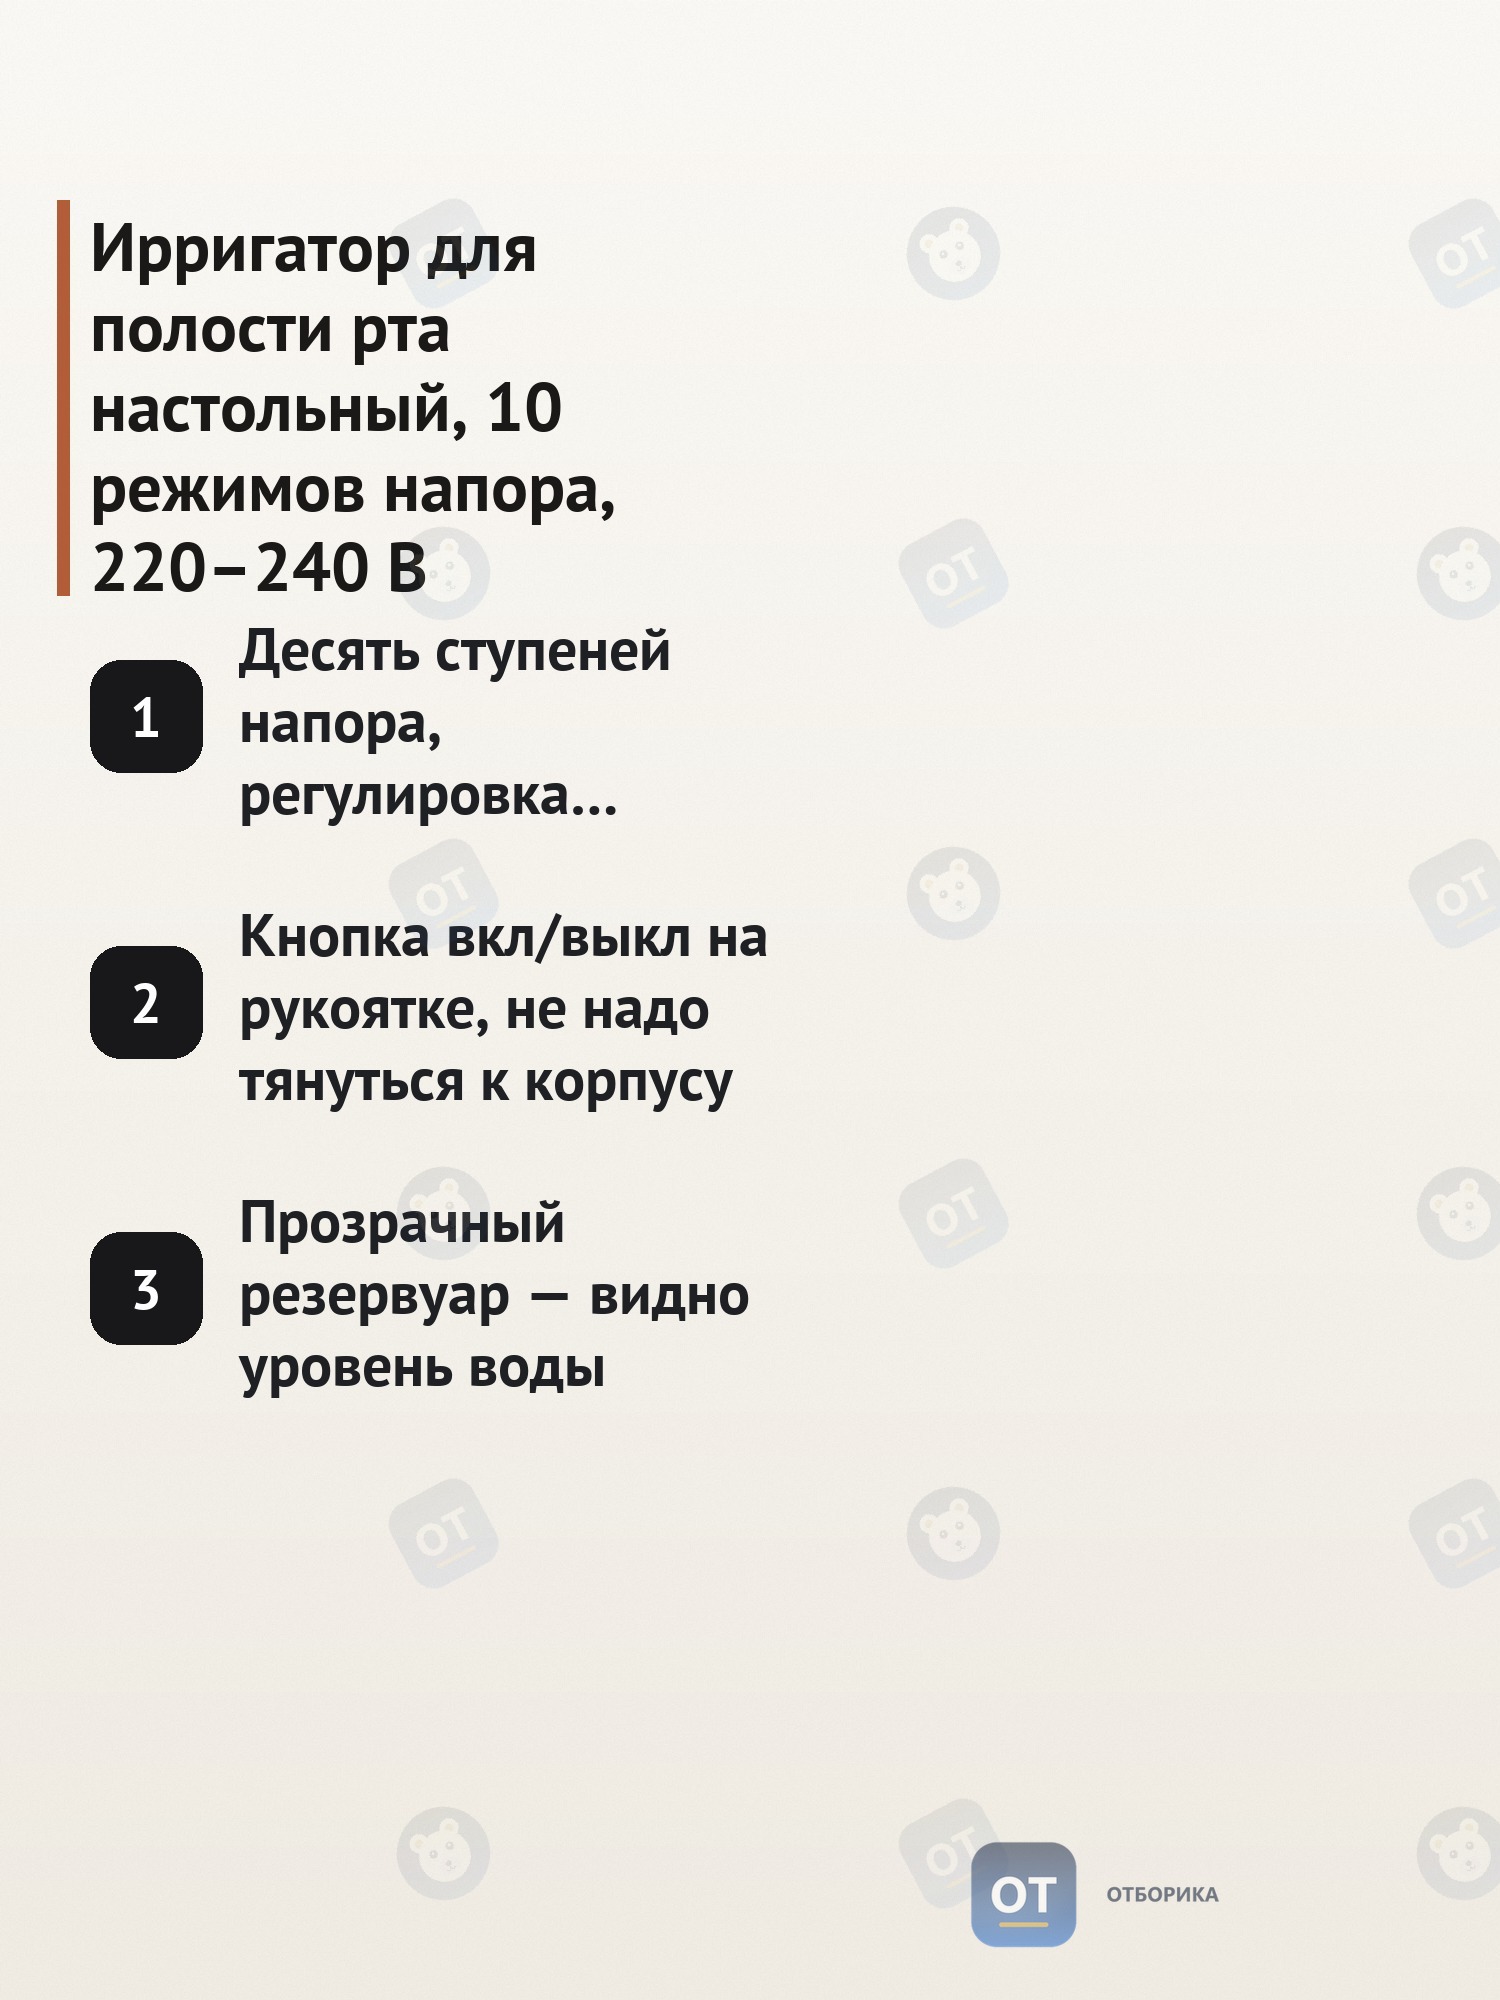 Ирригатор для
полости рта
настольный, 10
режимов напора,
220–240 В
1
Десять ступеней
напора,
регулировка...
2
Кнопка вкл/выкл на
рукоятке, не надо
тянуться к корпусу
3
Прозрачный
резервуар — видно
уровень воды
ОТ
ОТБОРИКА